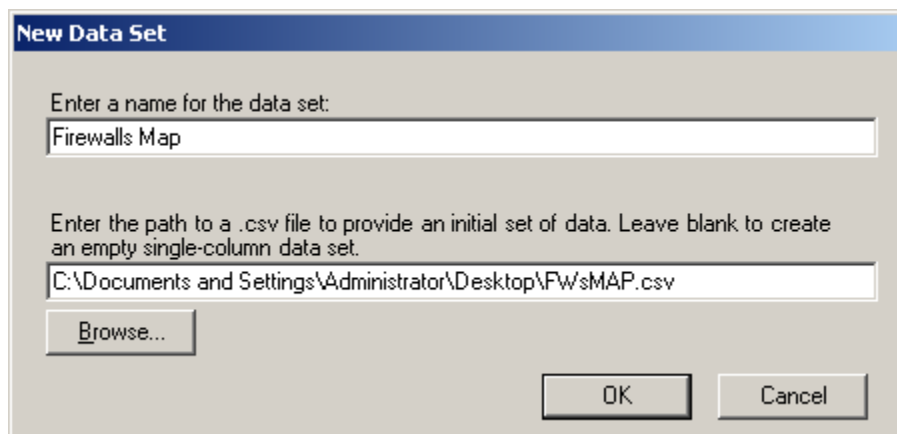 New Data Set
Enter a name for the data set:
Firewalls Map
Enter the path to a .csv file to provide an initial set of data. Leave blank to create
an empty single-column data set.
C:\Documents and Settings\Administrator\Desktop\FWsMAP.csv
Browse...
OK
Cancel